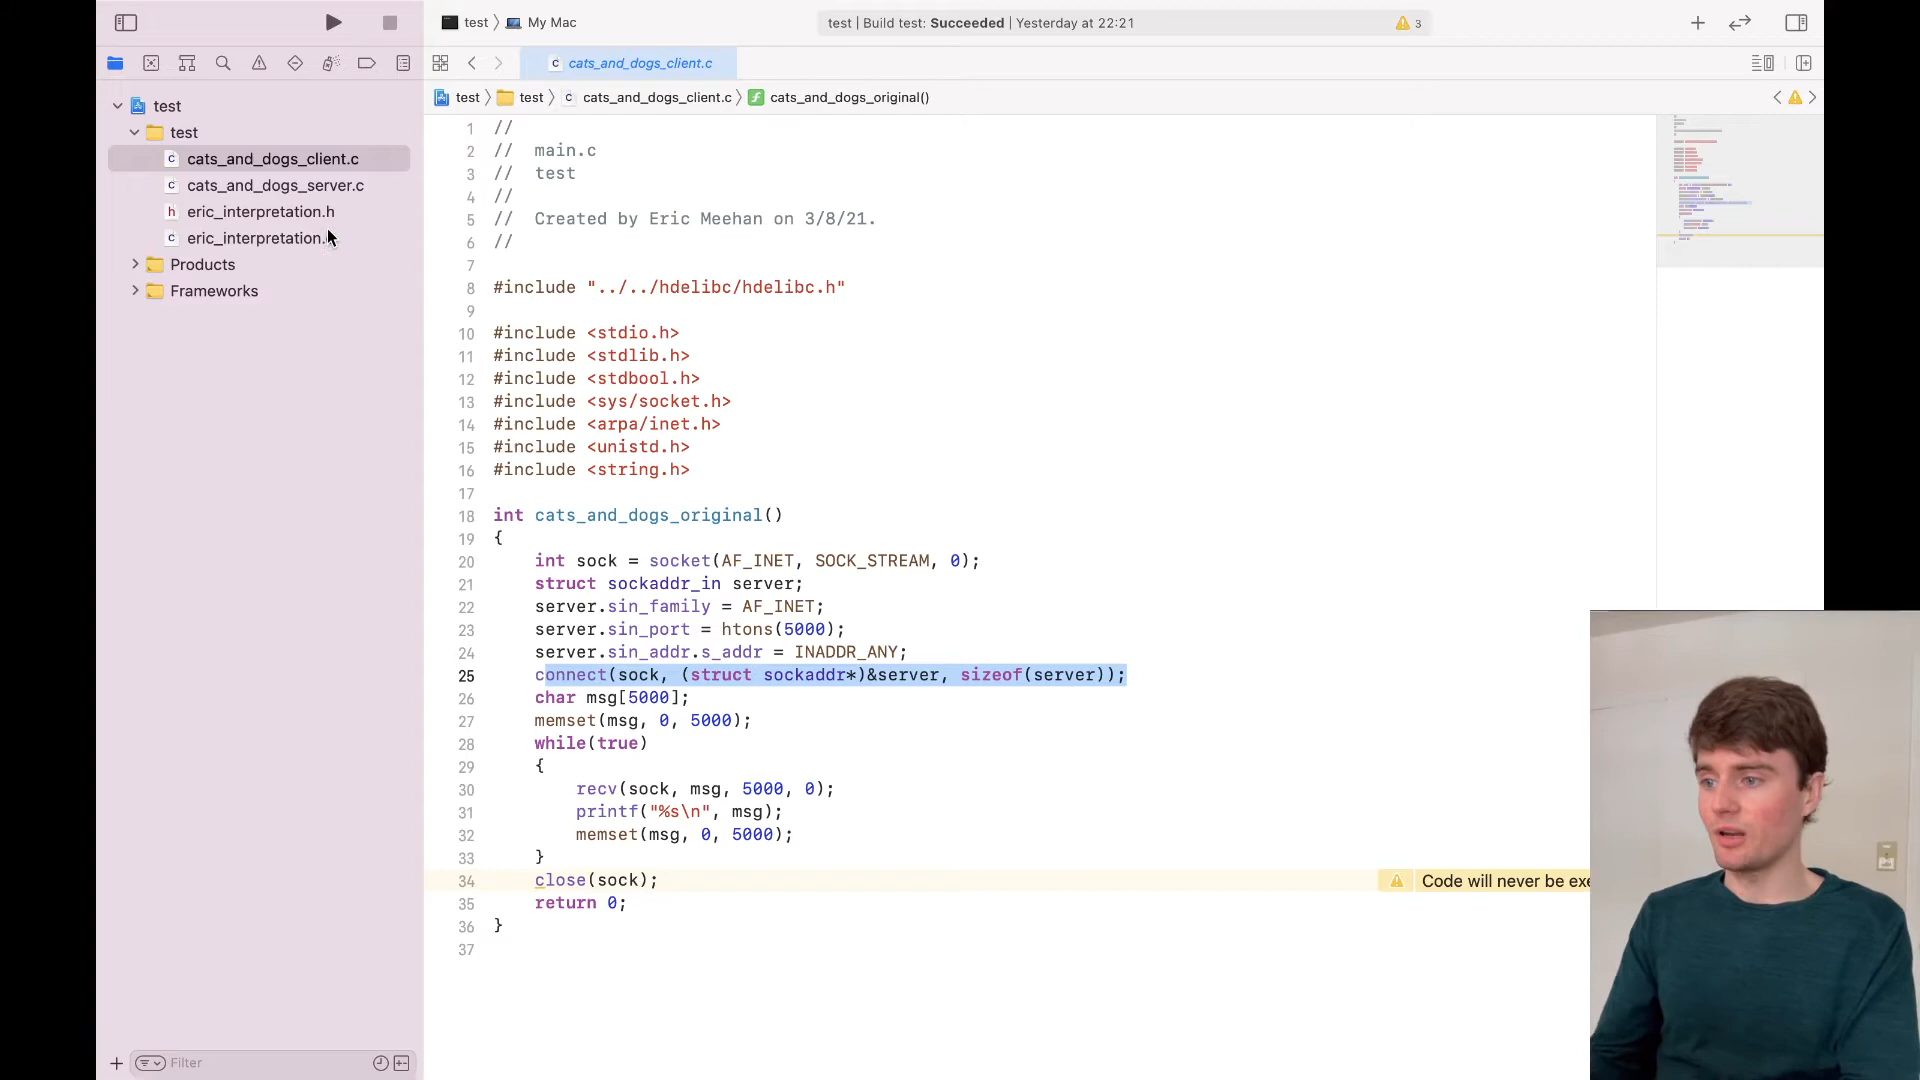 test 〉 My Mac
test | Build test: Succeeded | Yesterday at 22:21
3
cats_and_dogs_client.c
test 〉 test 〉 cats_and_dogs_client.c 〉 cats_and_dogs_original()
test
test
cats_and_dogs_client.c
cats_and_dogs_server.c
eric_interpretation.h
eric_interpretation.
Products
Frameworks
Filter
1 //
2 //  main.c
3 //  test
4 //
5 //  Created by Eric Meehan on 3/8/21.
6 //
7
8 #include "../../hdelibc/hdelibc.h"
9
10 #include <stdio.h>
11 #include <stdlib.h>
12 #include <stdbool.h>
13 #include <sys/socket.h>
14 #include <arpa/inet.h>
15 #include <unistd.h>
16 #include <string.h>
17
18 int cats_and_dogs_original()
19 {
20     int sock = socket(AF_INET, SOCK_STREAM, 0);
21     struct sockaddr_in server;
22     server.sin_family = AF_INET;
23     server.sin_port = htons(5000);
24     server.sin_addr.s_addr = INADDR_ANY;
25     connect(sock, (struct sockaddr*)&server, sizeof(server));
26     char msg[5000];
27     memset(msg, 0, 5000);
28     while(true)
29     {
30         recv(sock, msg, 5000, 0);
31         printf("%s\n", msg);
32         memset(msg, 0, 5000);
33     }
34     close(sock); Code will never be exe
35     return 0;
36 }
37